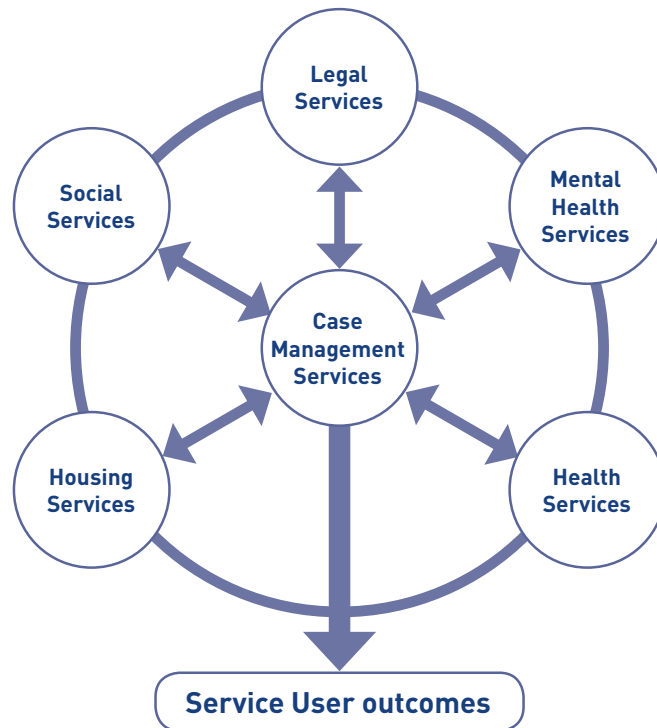 Legal
Services
Social
Services
Mental
Health
Services
Case
Management
Services
Housing
Services
Health
Services
Service User outcomes